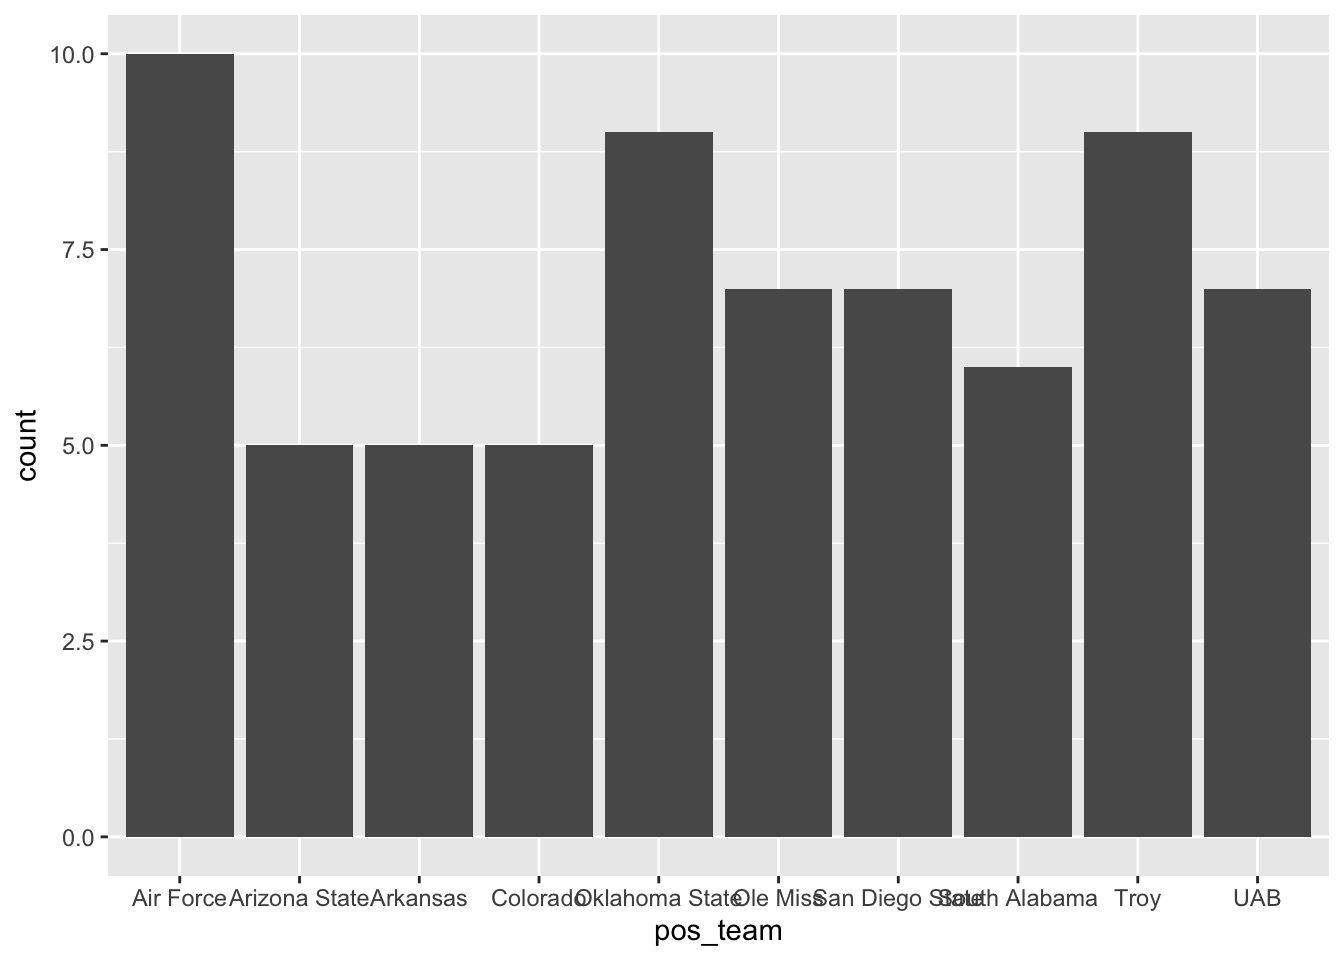 10.0
7.5
5.0
2.5
0.0
count
Air Force Arizona State Arkansas Colorado Oklahoma State Ole Miss San Diego State South Alabama Troy UAB
pos_team